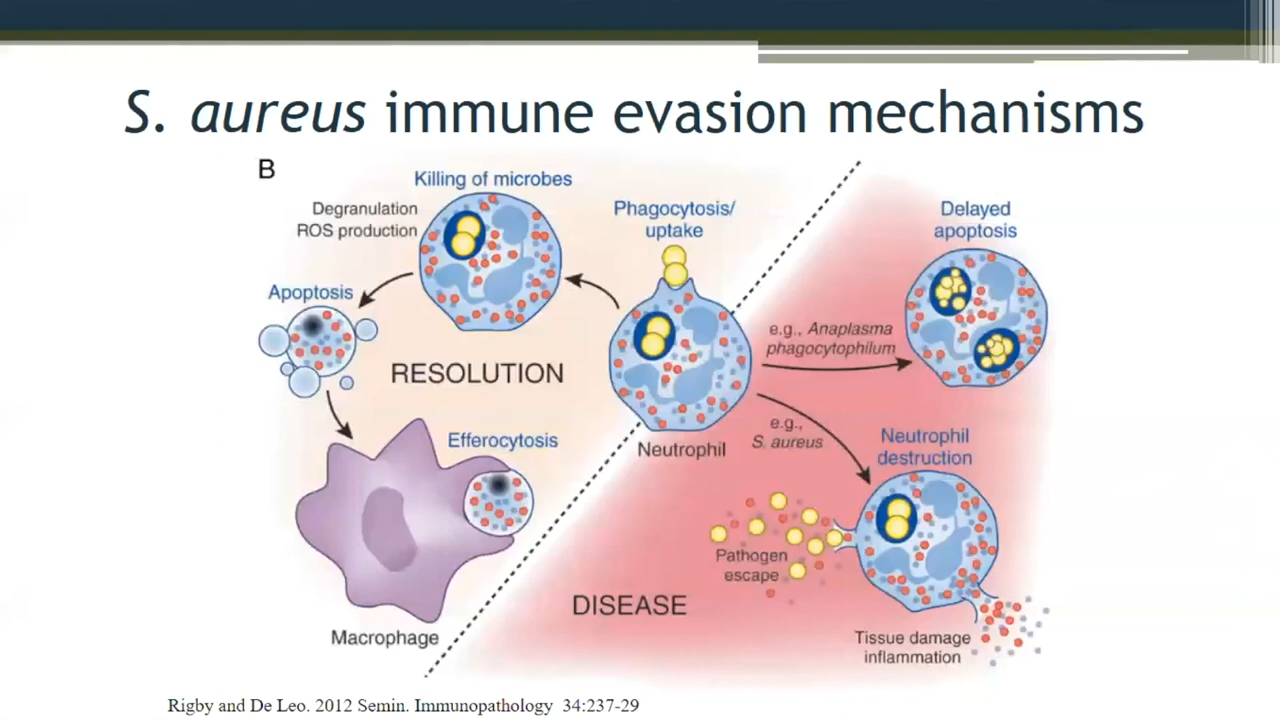 S. aureus immune evasion mechanisms
B
Killing of microbes
Degranulation
ROS production
Phagocytosis/
uptake
Delayed
apoptosis
Apoptosis
e.g., Anaplasma
phagocytophilum
RESOLUTION
Efferocytosis
Neutrophil
e.g.,
S. aureus
Neutrophil
destruction
Pathogen
escape
DISEASE
Macrophage
Tissue damage
inflammation
Rigby and De Leo. 2012 Semin. Immunopathology 34:237-29